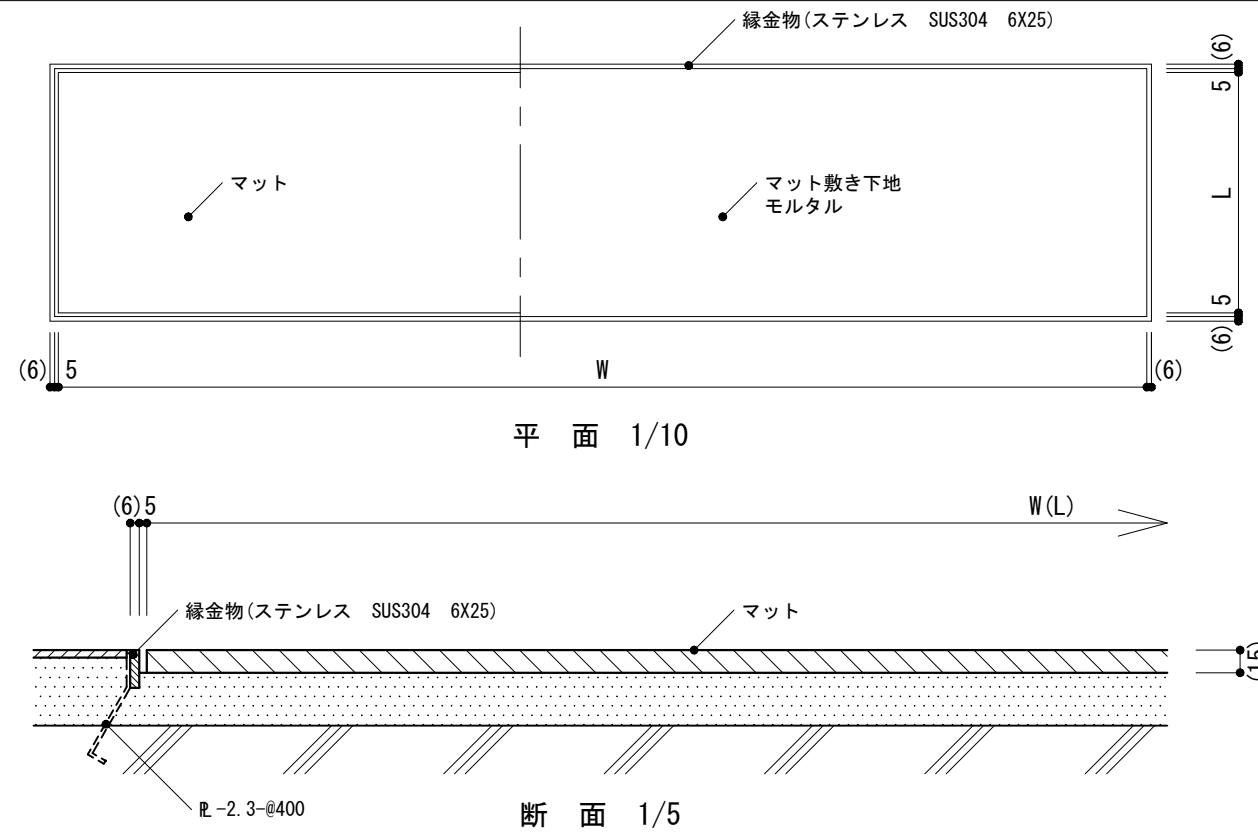 縁金物(ステンレス SUS304 6X25)
(6)
5
マット
マット敷き下地
モルタル
L
5
(6)
(6) 5
W
(6)
平 面 1/10
(6) 5
W(L)
縁金物(ステンレス SUS304 6X25)
マット
(15)
PL-2.3-@400
断 面 1/5